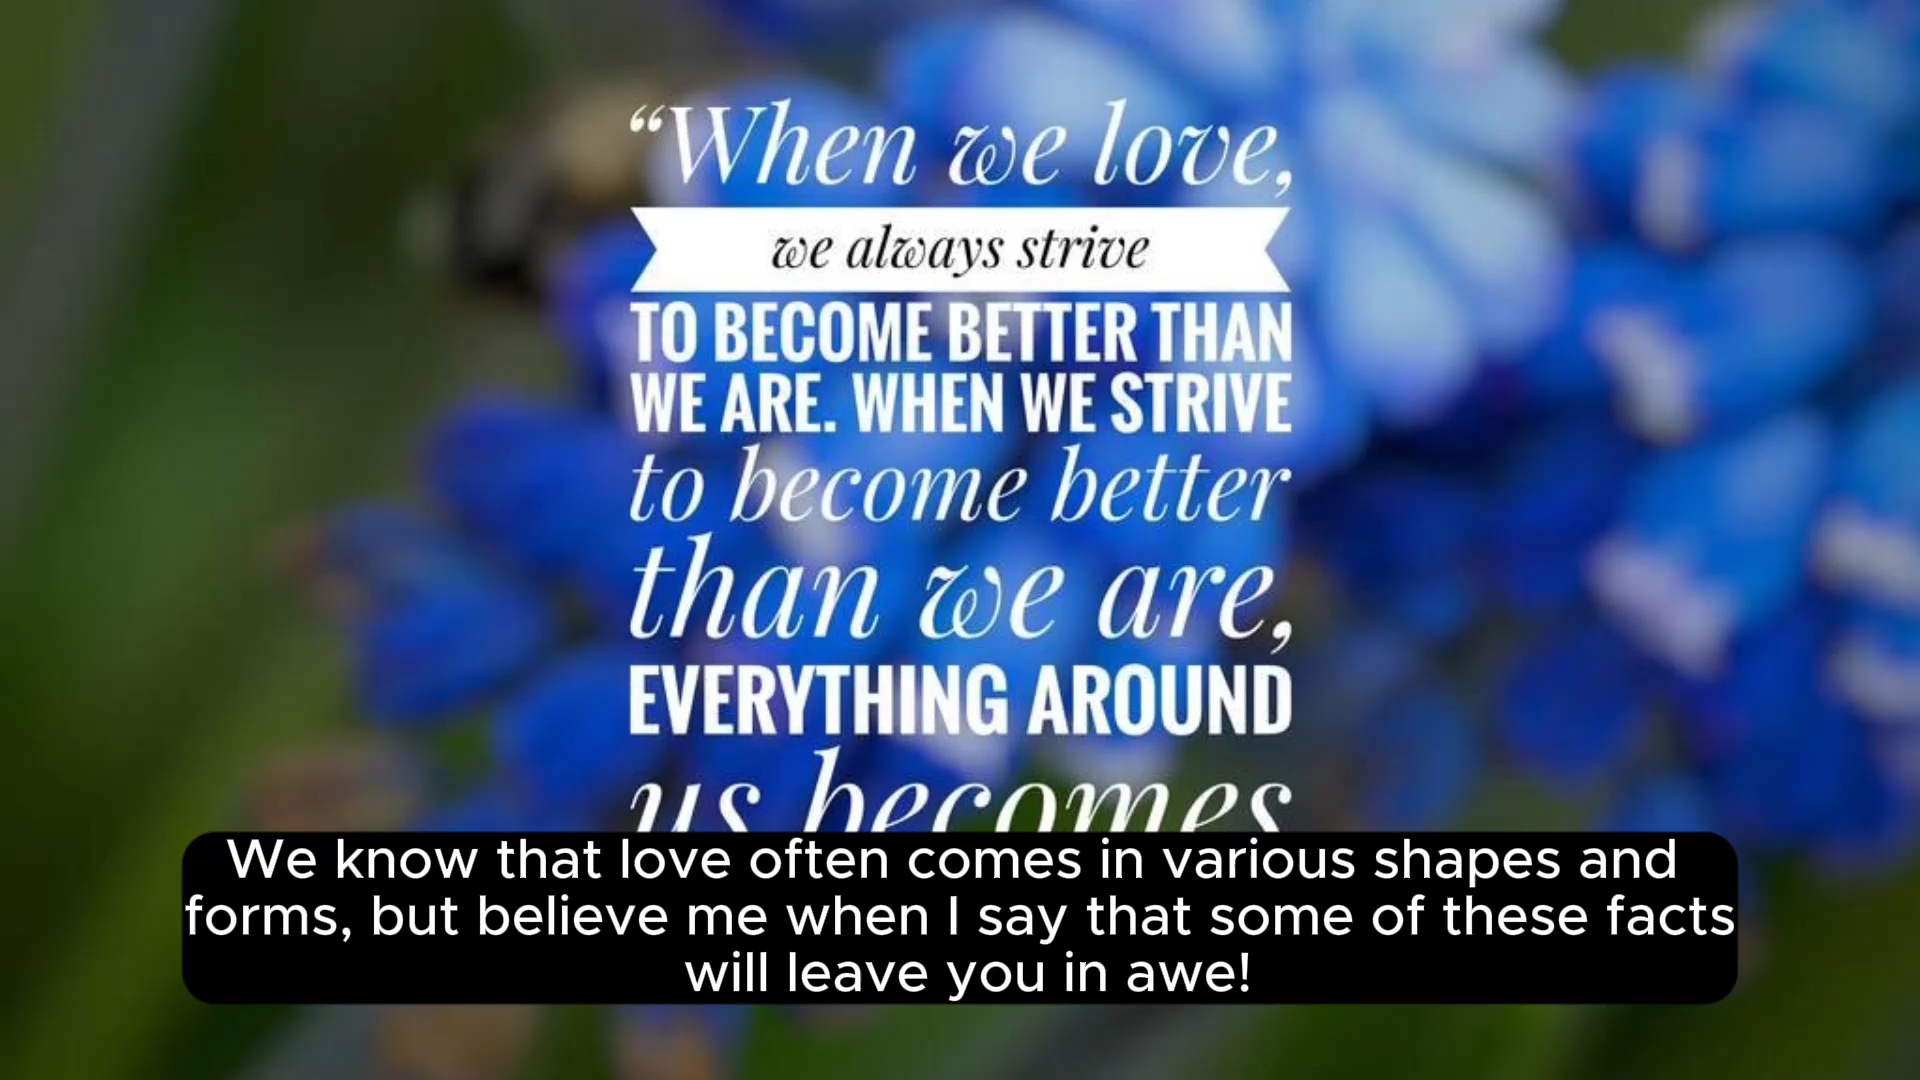 “When we love,
we always strive
TO BECOME BETTER THAN
WE ARE. WHEN WE STRIVE
to become better
than we are,
EVERYTHING AROUND
us becomes
We know that love often comes in various shapes and
forms, but believe me when I say that some of these facts
will leave you in awe!